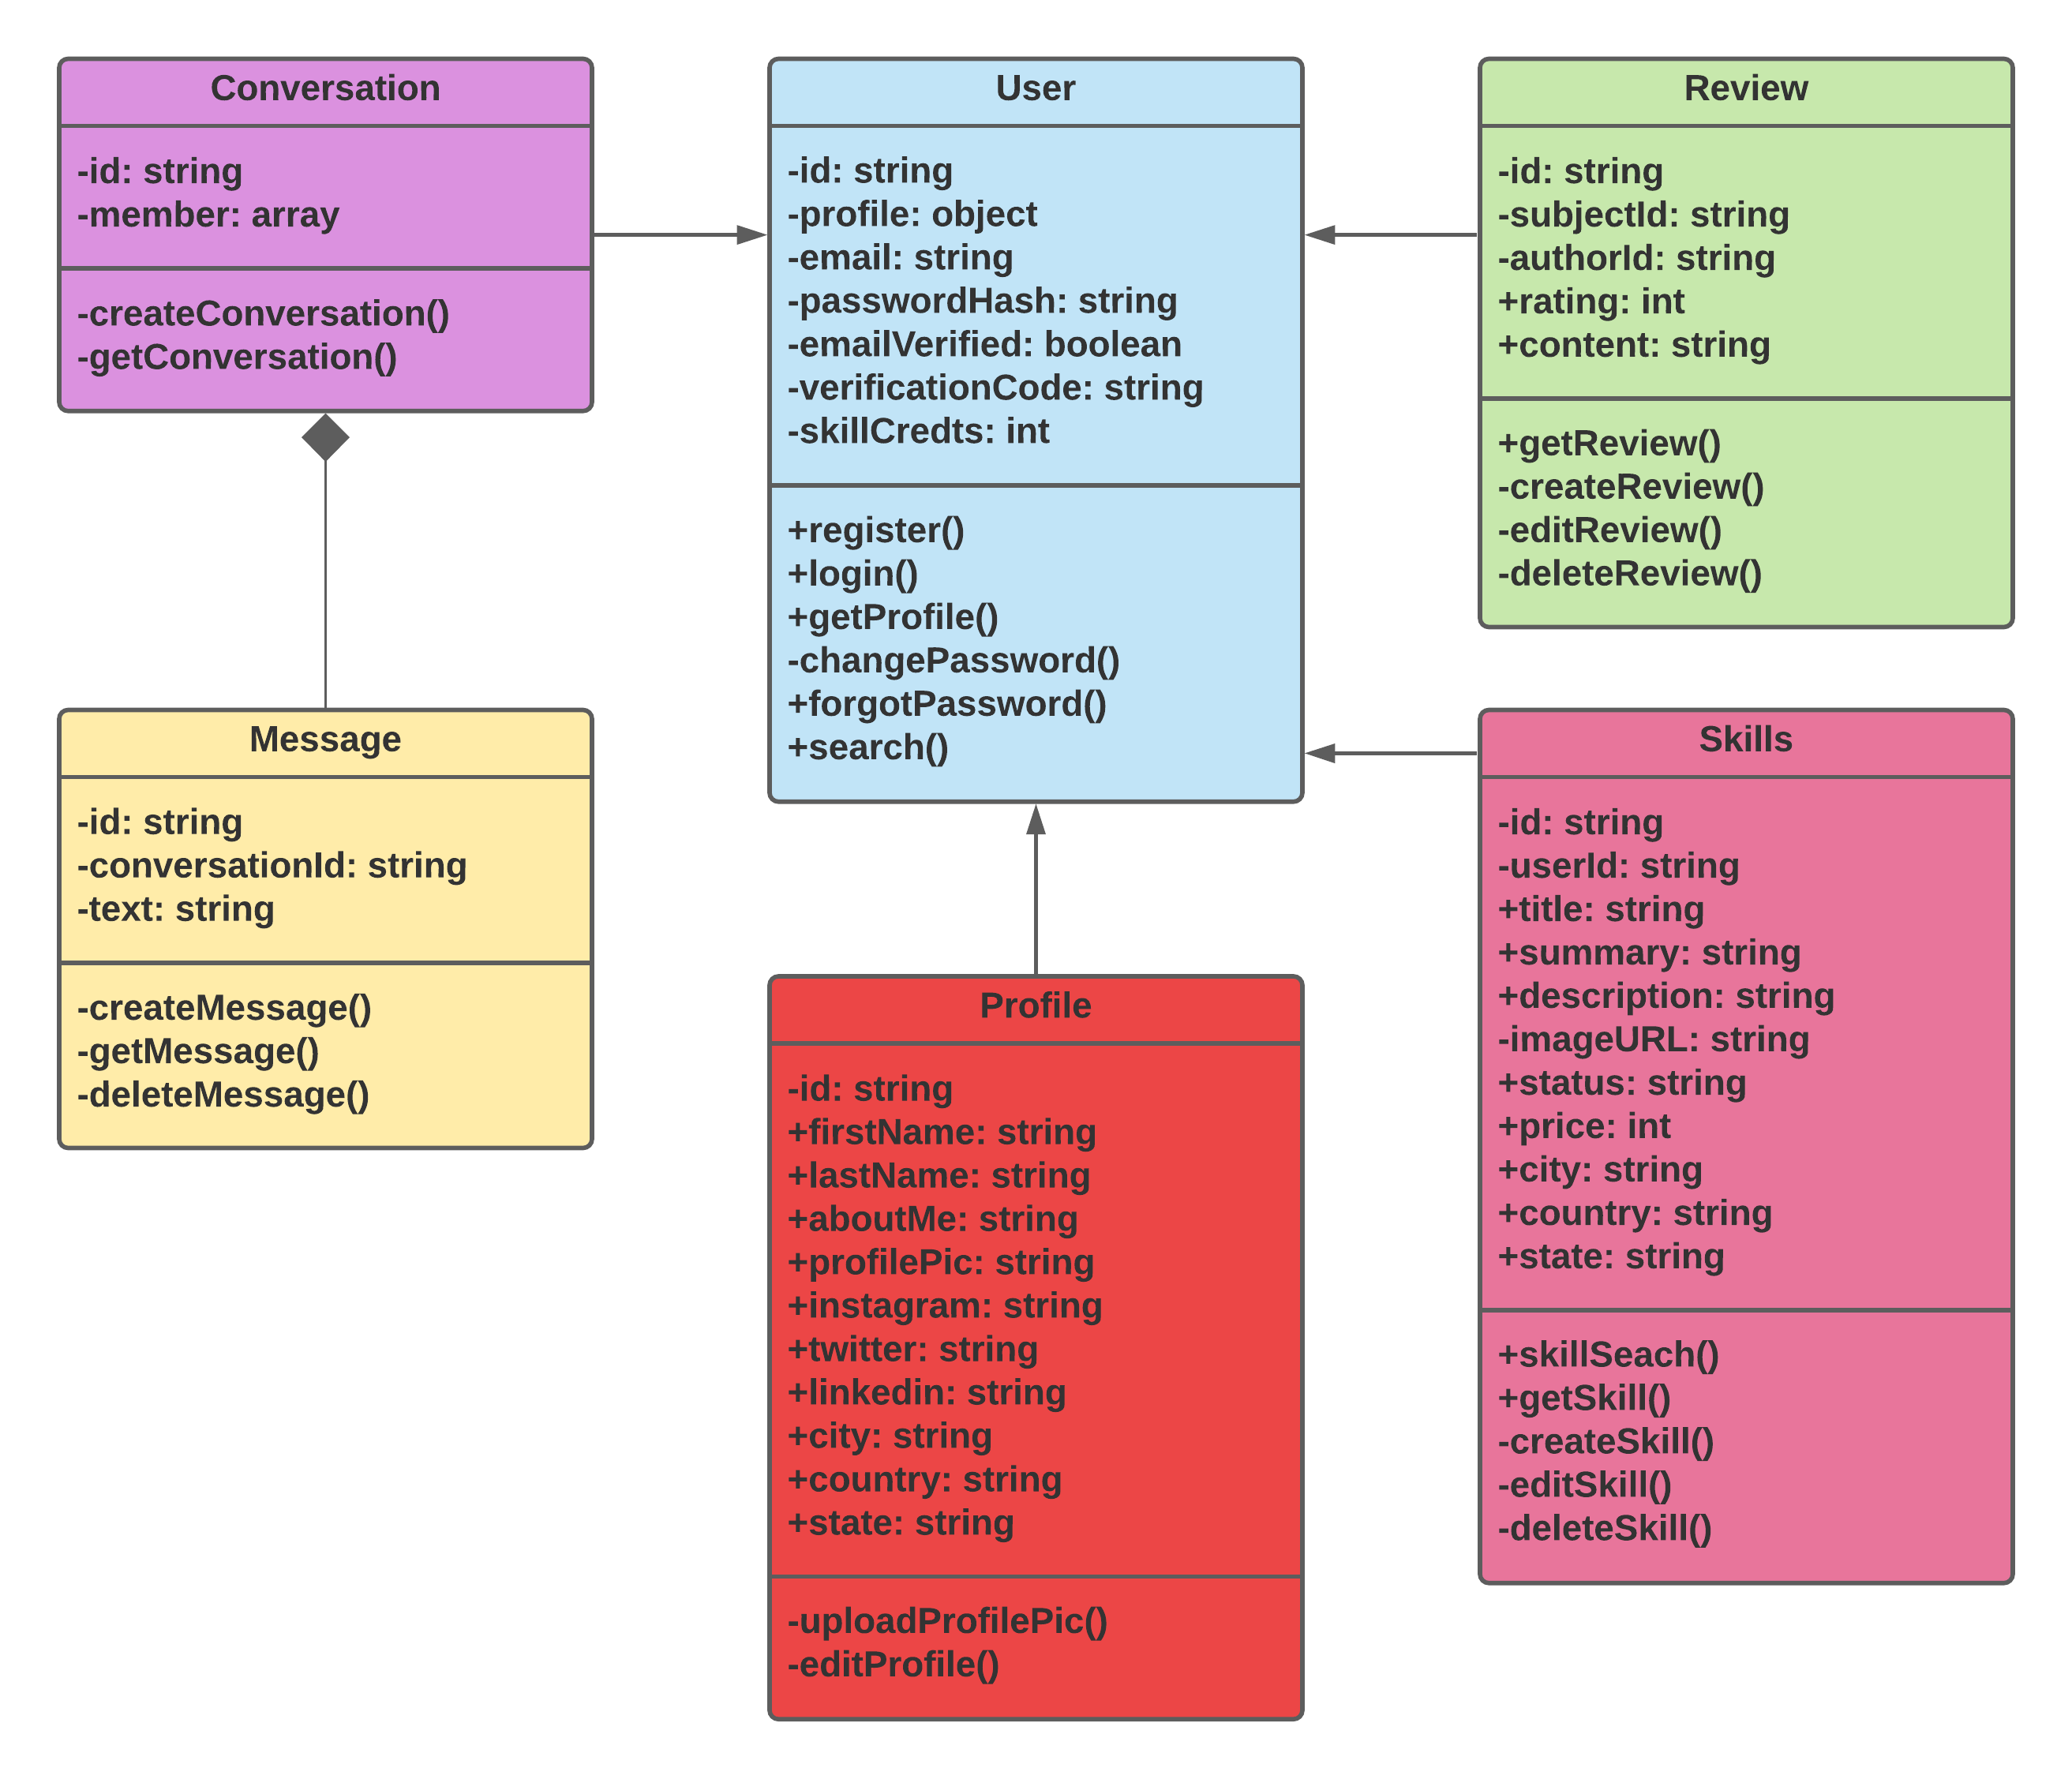 Conversation
-id: string
-member: array
-createConversation()
-getConversation()
User
-id: string
-profile: object
-email: string
-passwordHash: string
-emailVerified: boolean
-verificationCode: string
-skillCredts: int
+register()
+login()
+getProfile()
-changePassword()
+forgotPassword()
+search()
Review
-id: string
-subjectId: string
-authorId: string
+rating: int
+content: string
+getReview()
-createReview()
-editReview()
-deleteReview()
Message
-id: string
-conversationId: string
-text: string
-createMessage()
-getMessage()
-deleteMessage()
Profile
-id: string
+firstName: string
+lastName: string
+aboutMe: string
+profilePic: string
+instagram: string
+twitter: string
+linkedin: string
+city: string
+country: string
+state: string
-uploadProfilePic()
-editProfile()
Skills
-id: string
-userId: string
+title: string
+summary: string
+description: string
-imageURL: string
+status: string
+price: int
+city: string
+country: string
+state: string
+skillSeach()
+getSkill()
-createSkill()
-editSkill()
-deleteSkill()